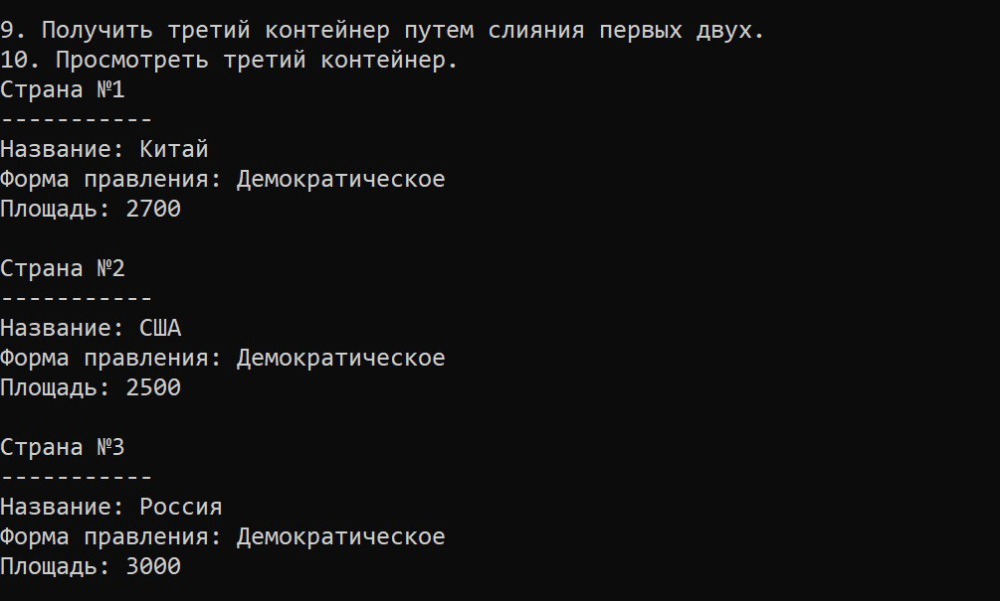 9. Получить третий контейнер путем слияния первых двух.
10. Просмотреть третий контейнер.
Страна №1
-----------
Название: Китай
Форма правления: Демократическое
Площадь: 2700
Страна №2
-----------
Название: США
Форма правления: Демократическое
Площадь: 2500
Страна №3
-----------
Название: Россия
Форма правления: Демократическое
Площадь: 3000